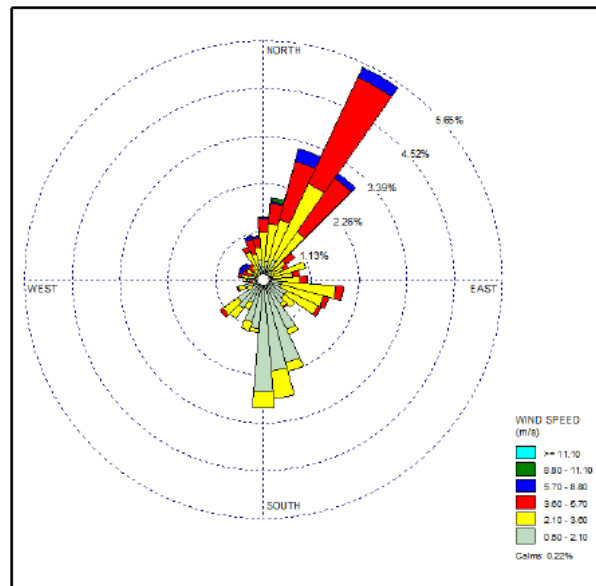 NORTH
5.65%
4.52%
3.39%
2.26%
1.13%
WEST
EAST
SOUTH
WIND SPEED
(m/s)
>= 11.10
8.80 - 11.10
5.70 - 8.80
3.60 - 5.70
2.10 - 3.60
0.50 - 2.10
Calms: 0.22%